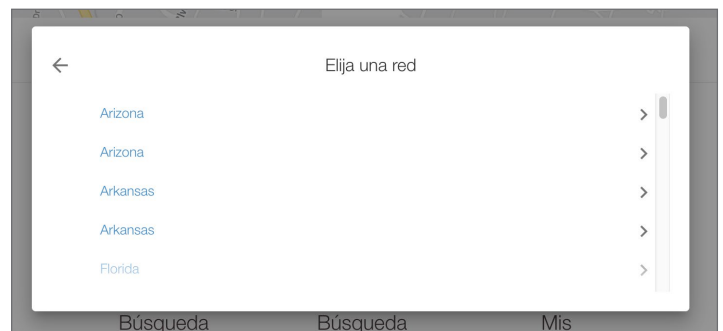 Elija una red
Arizona
Arizona
Arkansas
Arkansas
Florida
Búsqueda Búsqueda Mis